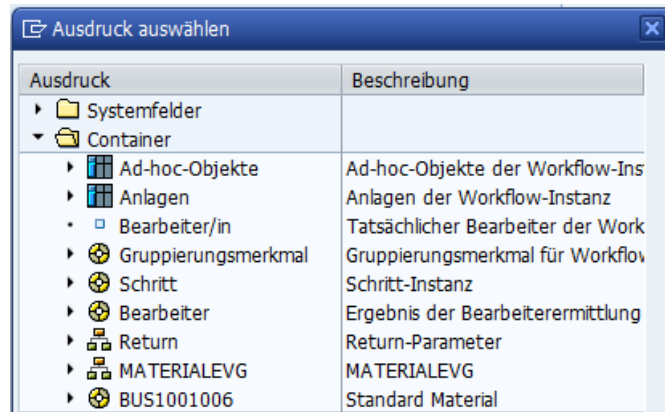 Ausdruck auswählen
Ausdruck Beschreibung
Systemfelder
Container
Ad-hoc-Objekte Ad-hoc-Objekte der Workflow-Ins
Anlagen Anlagen der Workflow-Instanz
Bearbeiter/in Tatsächlicher Bearbeiter der Work
Gruppierungsmerkmal Gruppierungsmerkmal für Workflov
Schritt Schritt-Instanz
Bearbeiter Ergebnis der Bearbeiterermittlung
Return Return-Parameter
MATERIALEVG MATERIALEVG
BUS1001006 Standard Material